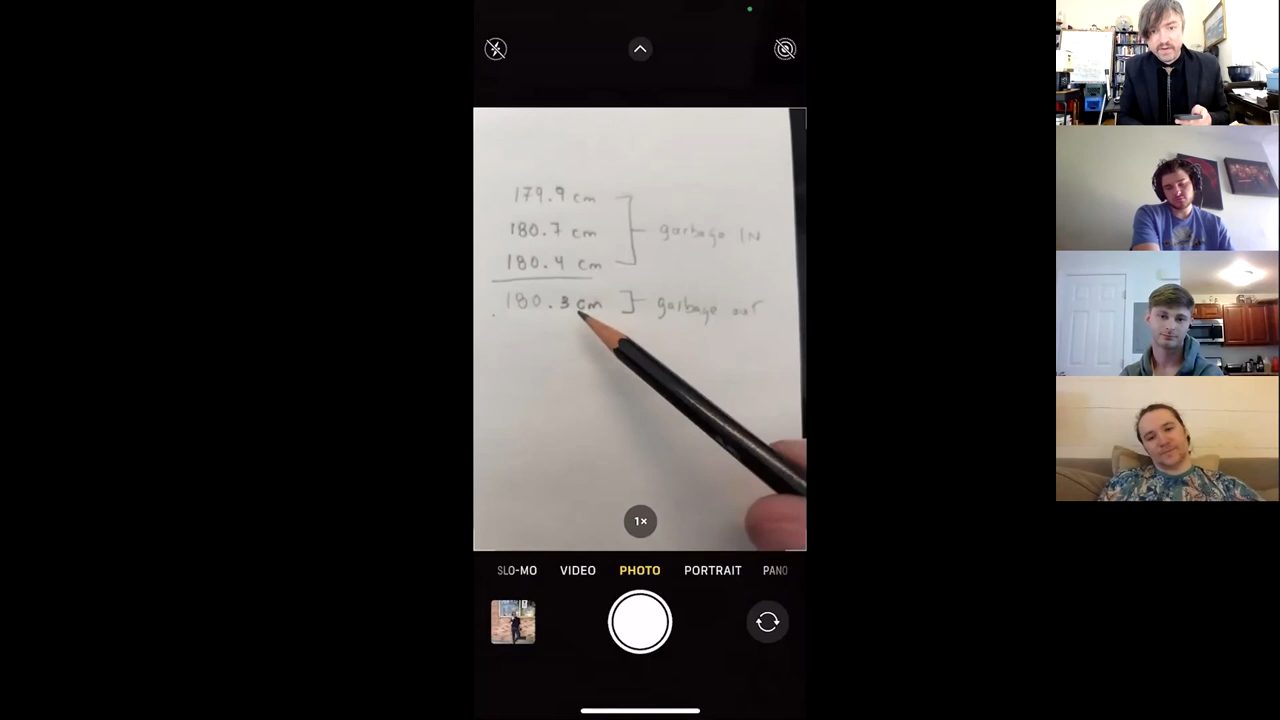 179.9 cm
180.7 cm
garbage IN
180.4 cm
180.3 cm
garbage out
1×
SLO-MO VIDEO PHOTO PORTRAIT PANO